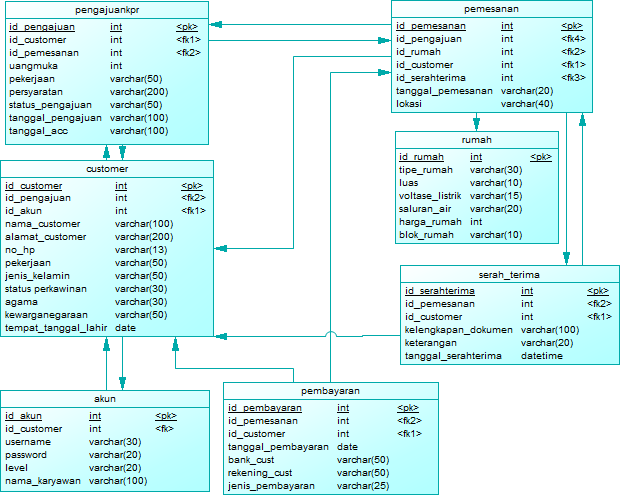 pengajuankpr
id_pengajuan int <pk>
id_customer int <fk1>
id_pemesanan int <fk2>
uangmuka int
pekerjaan varchar(50)
persyaratan varchar(200)
status_pengajuan varchar(50)
tanggal_pengajuan varchar(100)
tanggal_acc varchar(100)
pemesanan
id_pemesanan int <pk>
id_pengajuan int <fk4>
id_rumah int <fk2>
id_customer int <fk1>
id_serahterima int <fk3>
tanggal_pemesanan varchar(20)
lokasi varchar(40)
rumah
id_rumah int <pk>
tipe_rumah varchar(30)
luas varchar(10)
voltase_listrik varchar(15)
saluran_air varchar(20)
harga_rumah int
blok_rumah varchar(10)
customer
id_customer int <pk>
id_pengajuan int <fk2>
id_akun int <fk1>
nama_customer varchar(100)
alamat_customer varchar(200)
no_hp varchar(13)
pekerjaan varchar(50)
jenis_kelamin varchar(50)
status perkawinan varchar(30)
agama varchar(30)
kewarganegaraan varchar(50)
tempat_tanggal_lahir date
serah_terima
id_serahterima int <pk>
id_pemesanan int <fk2>
id_customer int <fk1>
kelengkapan_dokumen varchar(100)
keterangan varchar(20)
tanggal_serahterima datetime
akun
id_akun int <pk>
id_customer int <fk>
username varchar(30)
password varchar(20)
level varchar(20)
nama_karyawan varchar(100)
pembayaran
id_pembayaran int <pk>
id_pemesanan int <fk2>
id_customer int <fk1>
tanggal_pembayaran date
bank_cust varchar(50)
rekening_cust varchar(50)
jenis_pembayaran varchar(25)